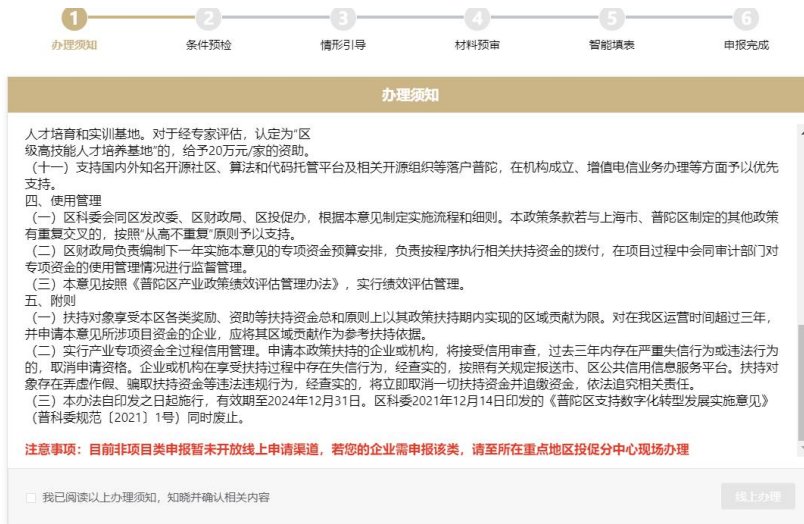 1 2 3 4 5 6
办理须知 条件预检 情形引导 材料预审 智能填表 申报完成
办理须知
人才培育和实训基地。对于经专家评估，认定为“区
级高技能人才培养基地”的，给予20万元/家的资助。
（十一）支持国内外知名开源社区、算法和代码托管平台及相关开源组织等落户普陀，在机构成立、增值电信业务办理等方面予以优先
支持。
四、使用管理
（一）区科委会同区发改委、区财政局、区投促办，根据本意见制定实施流程和细则。本政策条款若与上海市、普陀区制定的其他政策
有重复交叉的，按照“从高不重复”原则予以支持。
（二）区财政局负责编制下一年实施本意见的专项资金预算安排，负责按程序执行相关扶持资金的拨付，在项目过程中会同审计部门对
专项资金的使用管理情况进行监督管理。
（三）本意见按照《普陀区产业政策绩效评估管理办法》，实行绩效评估管理。
五、附则
（一）扶持对象享受本区各类奖励、资助等扶持资金总和原则上以其政策扶持期内实现的区域贡献为限。对在我区运营时间超过三年，
并申请本意见所涉项目资金的企业，应将其区域贡献作为参考扶持依据。
（二）实行产业专项资金全过程信用管理。申请本政策扶持的企业或机构，将接受信用审查，过去三年内存在严重失信行为或违法行为
的，取消申请资格。企业或机构在享受扶持过程中存在失信行为，经查实的，按照有关规定报送市、区公共信用信息服务平台。扶持对
象存在弄虚作假、骗取扶持资金等违法违规行为，经查实的，将立即取消一切扶持资金并追缴资金，依法追究相关责任。
（三）本办法自印发之日起施行，有效期至2024年12月31日。区科委2021年12月14日印发的《普陀区支持数字化转型发展实施意见》
（普科委规范〔2021〕1号）同时废止。
注意事项：目前非项目类申报暂未开放线上申请渠道，若您的企业需申报该类，请至所在重点地区投促分中心现场办理
我已阅读以上办理须知，知晓并确认相关内容
线上办理